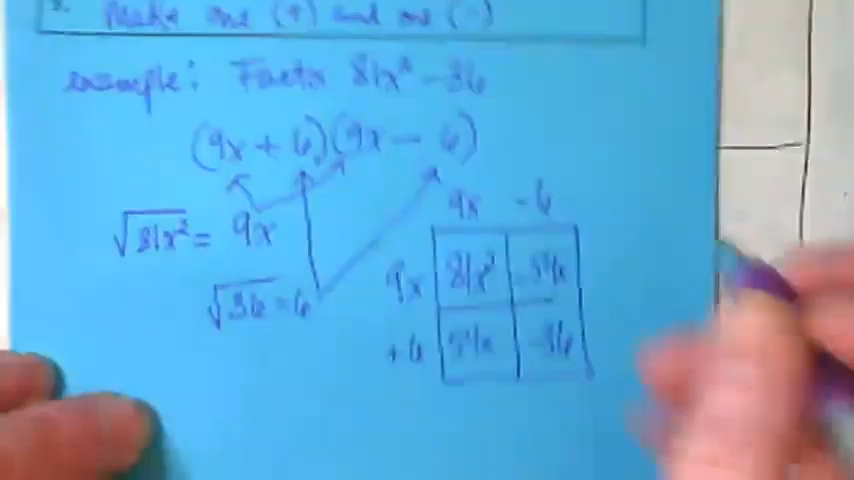 2. Make one (+) and one (-)
example: Factor 81x² - 36
(9x + 6)(9x - 6)
√81x² = 9x
√36 = 6
9x -6
9x 81x² -54x
+6 54x -36